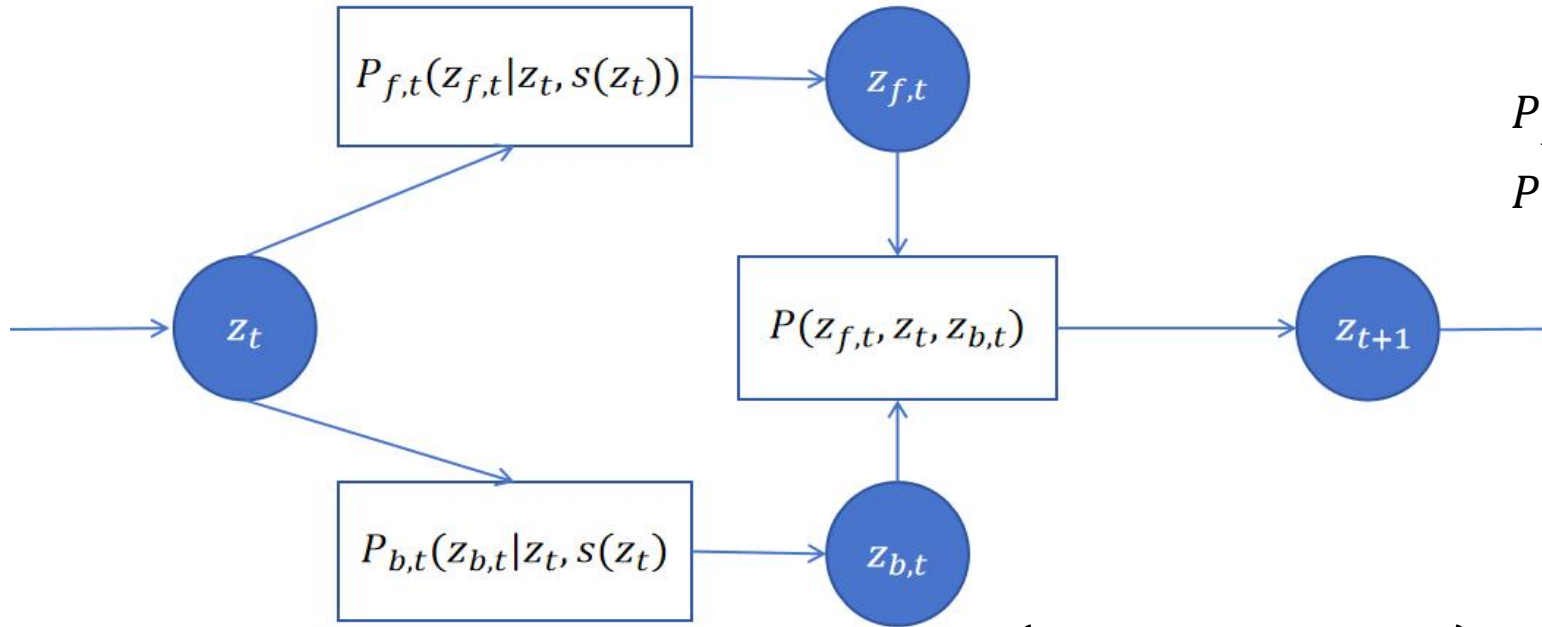 P_{f,t}(z_{f,t}|z_t, s(z_t))
z_{f,t}
P
P
z_t
P(z_{f,t}, z_t, z_{b,t})
z_{t+1}
P_{b,t}(z_{b,t}|z_t, s(z_t)
z_{b,t}